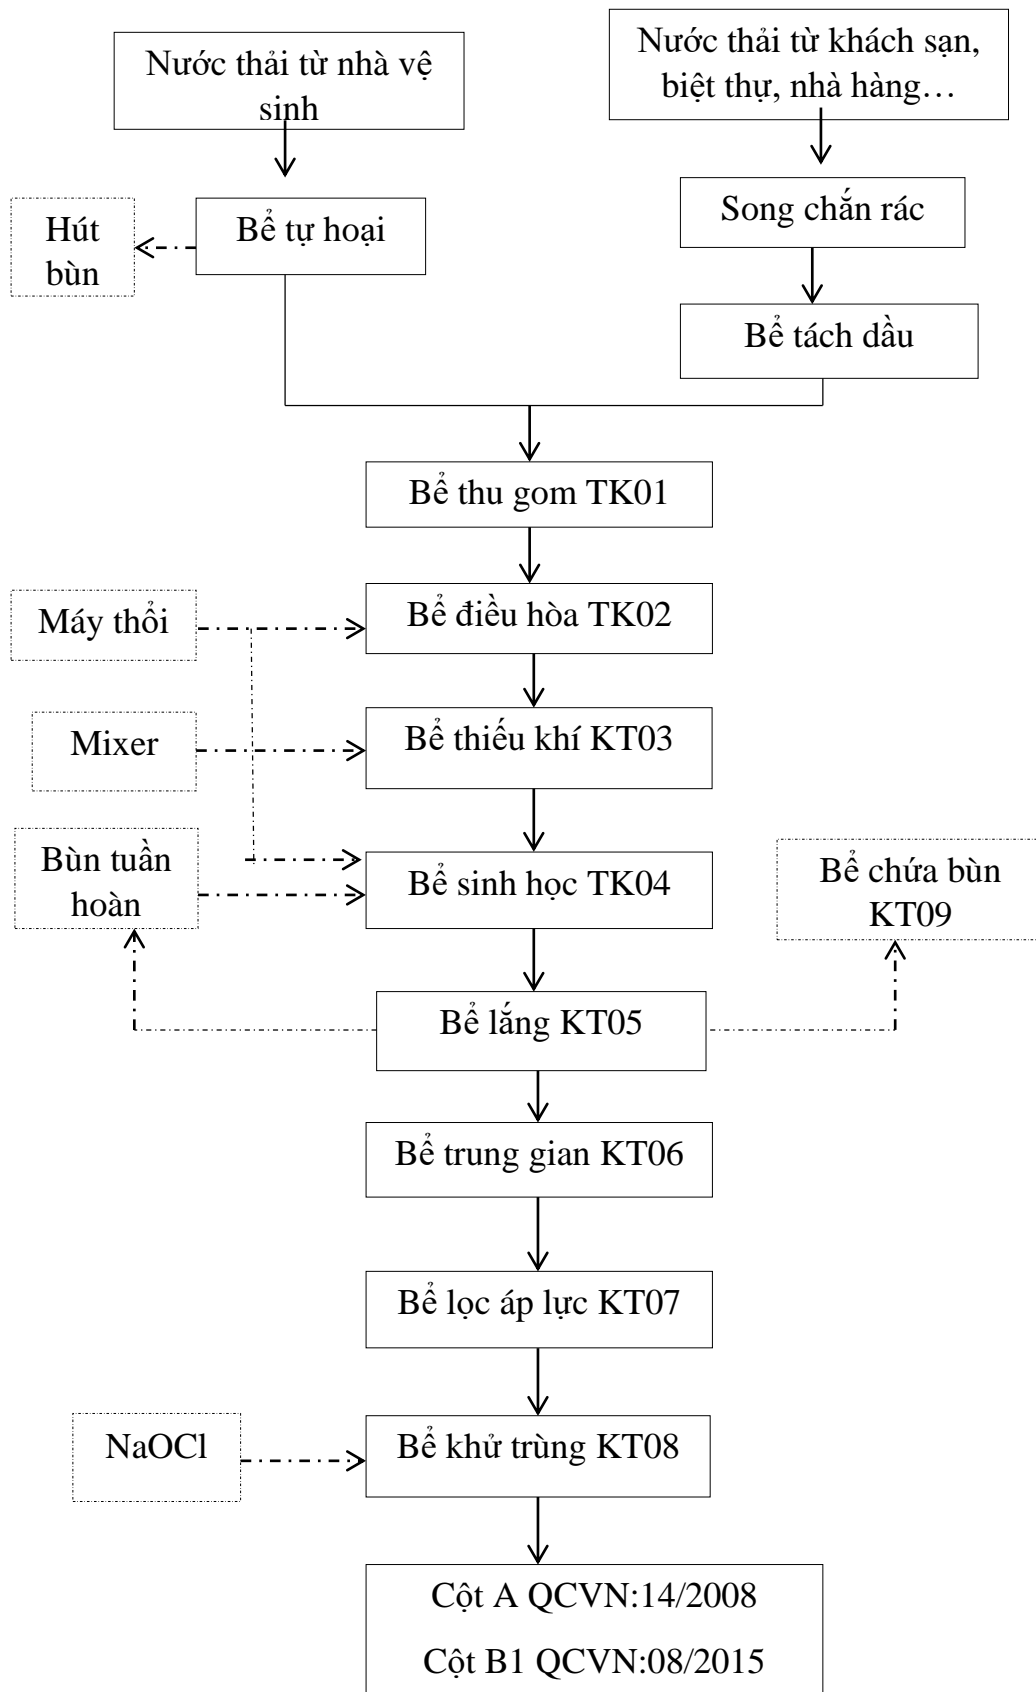 Nước thải từ nhà vệ
sinh
Nước thải từ khách sạn,
biệt thự, nhà hàng…
Hút
bùn
Bể tự hoại
Song chắn rác
Bể tách dầu
Bể thu gom TK01
Máy thổi
Bể điều hòa TK02
Mixer
Bể thiếu khí KT03
Bùn tuần
hoàn
Bể sinh học TK04
Bể chứa bùn
KT09
Bể lắng KT05
Bể trung gian KT06
Bể lọc áp lực KT07
NaOCl
Bể khử trùng KT08
Cột A QCVN:14/2008
Cột B1 QCVN:08/2015